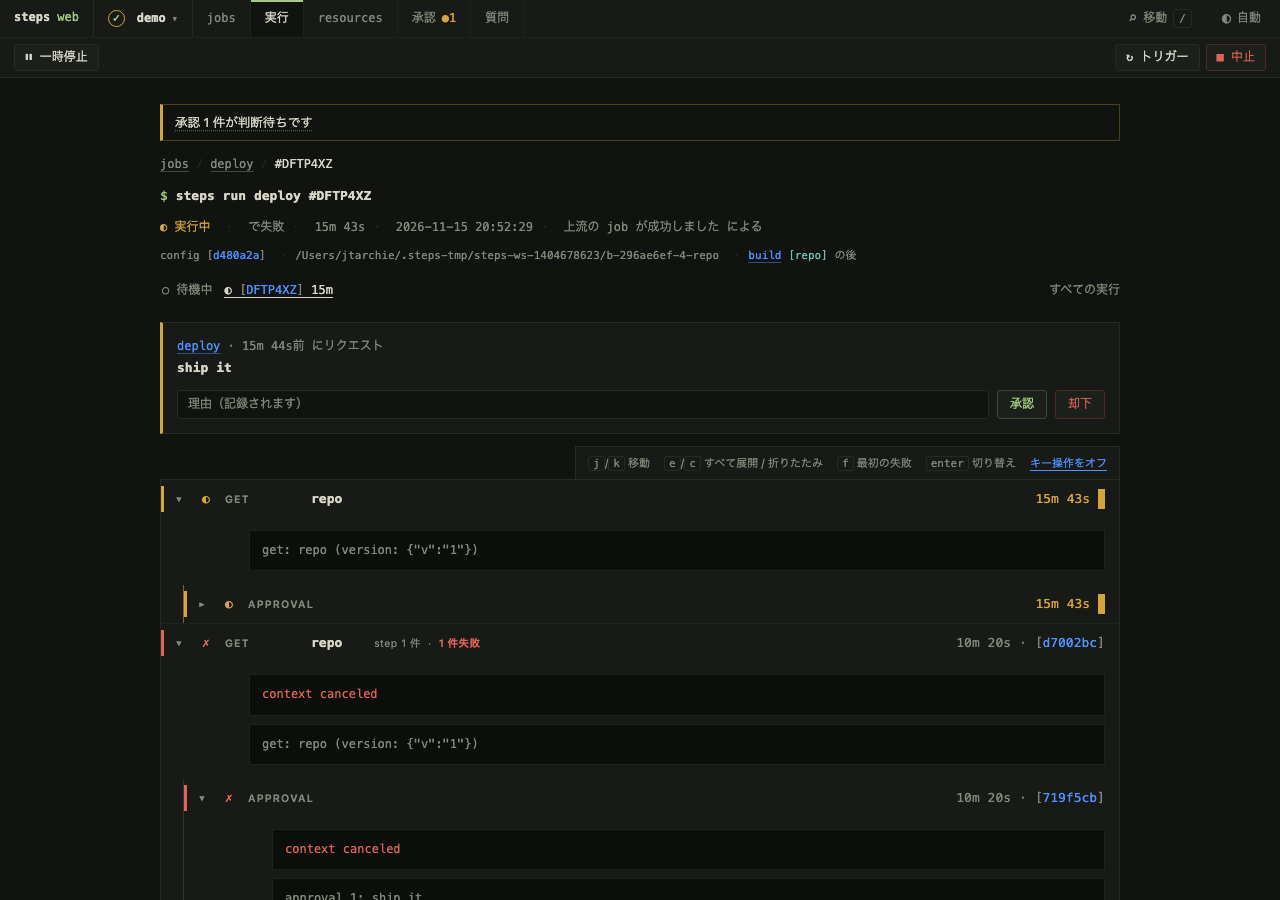 steps web demo jobs 実行 resources 承認 1 質問 移動 / 自動
一時停止 トリガー 中止
承認 1 件が判断待ちです
jobs / deploy / #DFTP4XZ
$ steps run deploy #DFTP4XZ
実行中 · で失敗 · 15m 43s · 2026-11-15 20:52:29 · 上流の job が成功しました による
config [d480a2a] · /Users/jtarchie/.steps-tmp/steps-ws-1404678623/b-296ae6ef-4-repo · build [repo] の後
待機中 [DFTP4XZ] 15m すべての実行
deploy · 15m 44s前 にリクエスト
ship it
理由（記録されます） 承認 却下
j / k 移動 e / c すべて展開 / 折りたたみ f 最初の失敗 enter 切り替え キー操作をオフ
GET repo 15m 43s
get: repo (version: {"v":"1"})
APPROVAL 15m 43s
GET repo step 1 件 · 1 件失敗 10m 20s · [d7002bc]
context canceled
get: repo (version: {"v":"1"})
APPROVAL 10m 20s · [719f5cb]
context canceled
approval 1: ship it